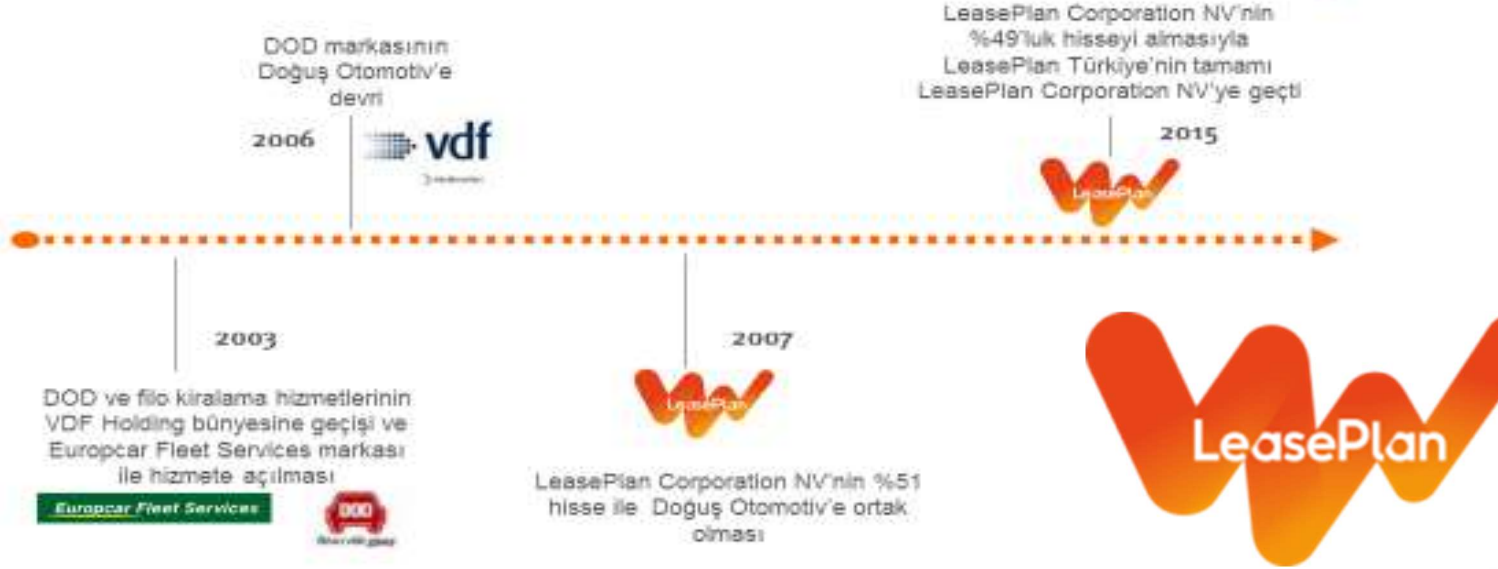 DOD markasının
Doğuş Otomotiv'e
devri
2006
vdf
LeasePlan Corporation NV'nin
%49'luk hisseyi almasıyla
LeasePlan Türkiye'nin tamamı
LeasePlan Corporation NV'ye geçti
2015
LeasePlan
2003
DOD ve filo kiralama hizmetlerinin
VDF Holding bünyesine geçişi ve
Europcar Fleet Services markası
ile hizmete açılması
Europcar Fleet Services
DOD
2007
LeasePlan
LeasePlan Corporation NV'nin %51
hisse ile Doğuş Otomotiv'e ortak
olması
LeasePlan